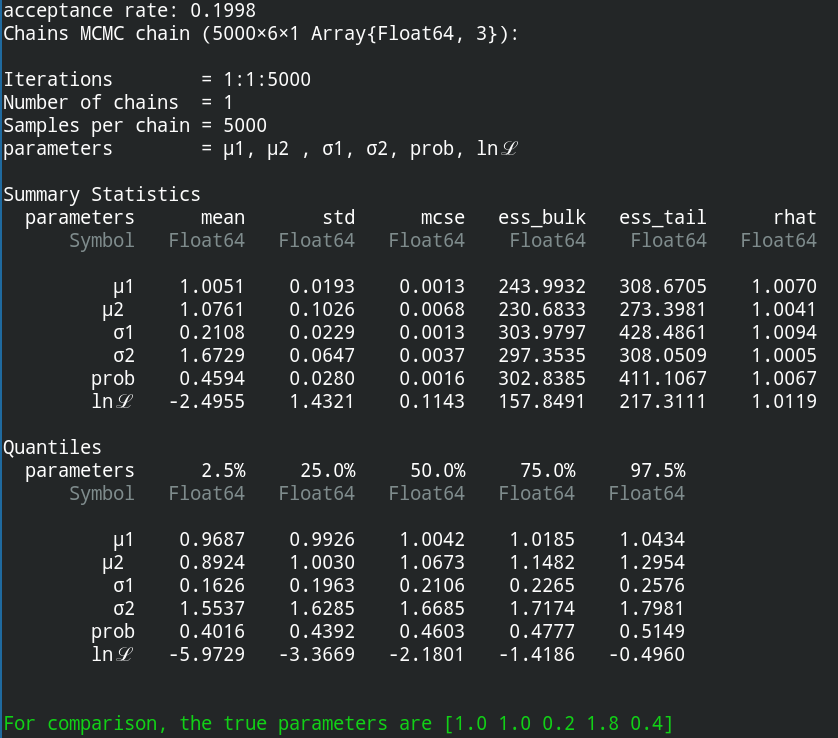 acceptance rate: 0.1998
Chains MCMC chain (5000×6×1 Array{Float64, 3}):
Iterations        = 1:1:5000
Number of chains  = 1
Samples per chain = 5000
parameters        = μ1, μ2 , σ1, σ2, prob, lnℒ
Summary Statistics
  parameters      mean       std      mcse   ess_bulk   ess_tail      rhat
      Symbol   Float64   Float64   Float64    Float64    Float64   Float64
          μ1    1.0051    0.0193    0.0013   243.9932   308.6705    1.0070
         μ2     1.0761    0.1026    0.0068   230.6833   273.3981    1.0041
          σ1    0.2108    0.0229    0.0013   303.9797   428.4861    1.0094
          σ2    1.6729    0.0647    0.0037   297.3535   308.0509    1.0005
        prob    0.4594    0.0280    0.0016   302.8385   411.1067    1.0067
        lnℒ   -2.4955    1.4321    0.1143   157.8491   217.3111    1.0119
Quantiles
  parameters      2.5%     25.0%     50.0%     75.0%     97.5%
      Symbol   Float64   Float64   Float64   Float64   Float64
          μ1    0.9687    0.9926    1.0042    1.0185    1.0434
         μ2     0.8924    1.0030    1.0673    1.1482    1.2954
          σ1    0.1626    0.1963    0.2106    0.2265    0.2576
          σ2    1.5537    1.6285    1.6685    1.7174    1.7981
        prob    0.4016    0.4392    0.4603    0.4777    0.5149
        lnℒ   -5.9729   -3.3669   -2.1801   -1.4186   -0.4960
For comparison, the true parameters are [1.0 1.0 0.2 1.8 0.4]